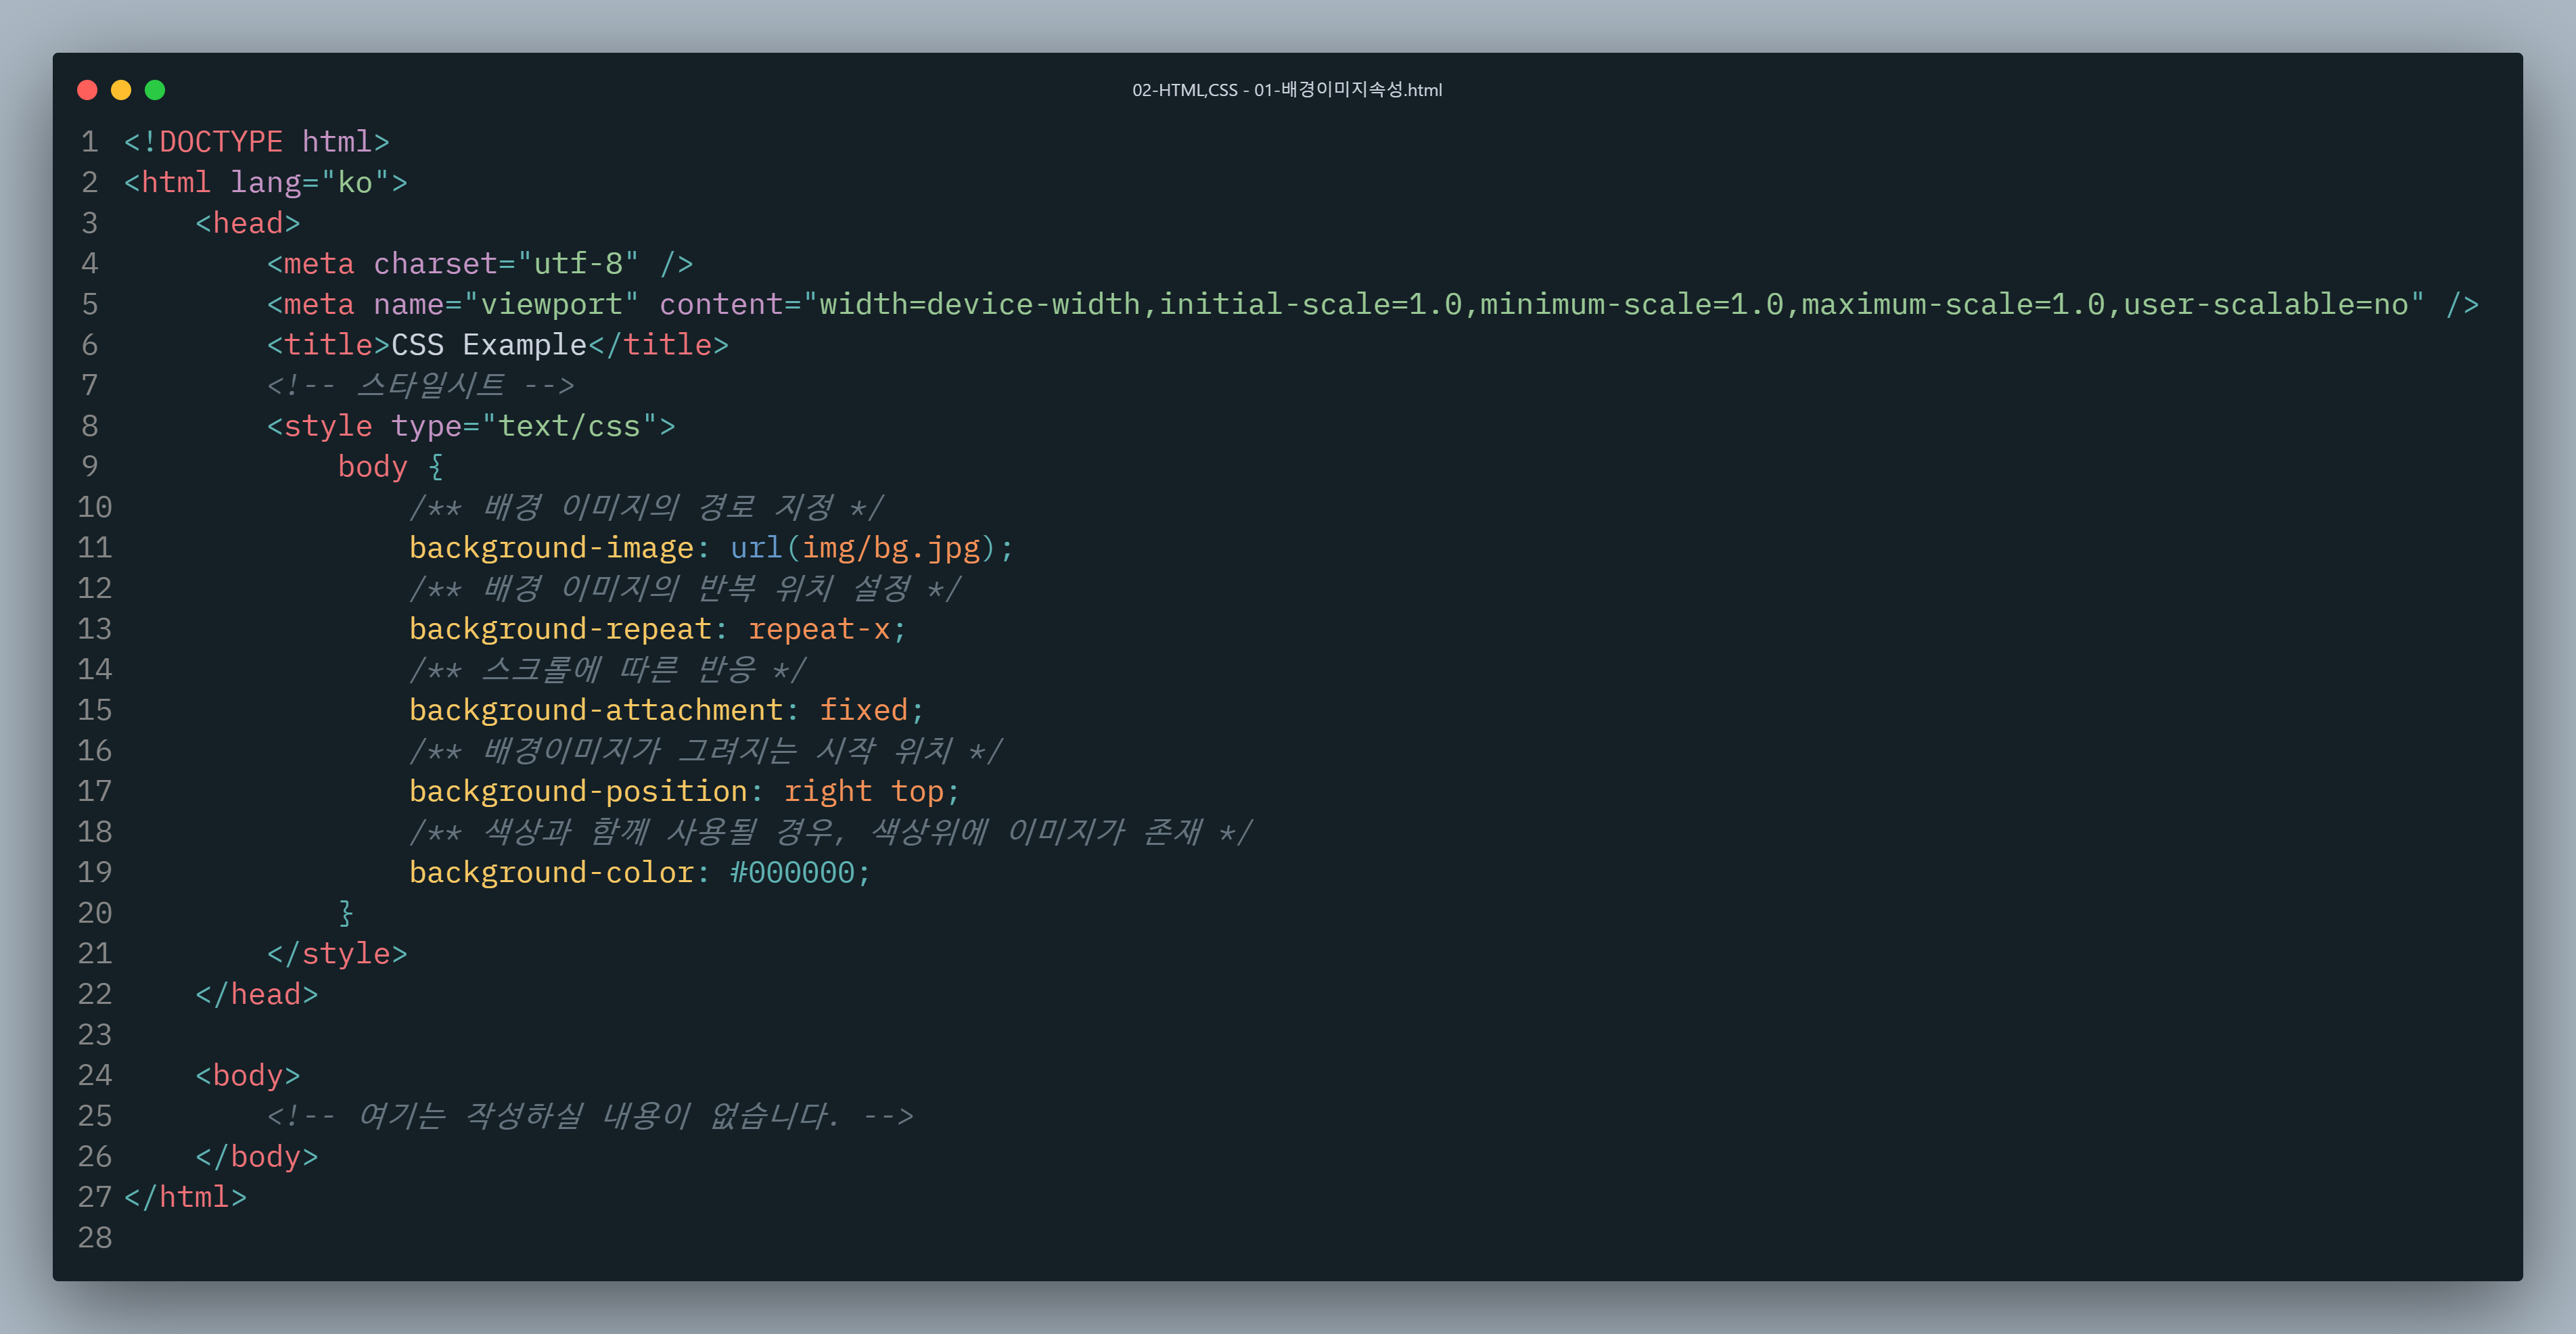 02-HTML,CSS - 01-배경이미지속성.html
1 <!DOCTYPE html>
2 <html lang="ko">
3     <head>
4         <meta charset="utf-8" />
5         <meta name="viewport" content="width=device-width,initial-scale=1.0,minimum-scale=1.0,maximum-scale=1.0,user-scalable=no" />
6         <title>CSS Example</title>
7         <!-- 스타일시트 -->
8         <style type="text/css">
9             body {
10                 /** 배경 이미지의 경로 지정 */
11                 background-image: url(img/bg.jpg);
12                 /** 배경 이미지의 반복 위치 설정 */
13                 background-repeat: repeat-x;
14                 /** 스크롤에 따른 반응 */
15                 background-attachment: fixed;
16                 /** 배경이미지가 그려지는 시작 위치 */
17                 background-position: right top;
18                 /** 색상과 함께 사용될 경우, 색상위에 이미지가 존재 */
19                 background-color: #000000;
20             }
21         </style>
22     </head>
23
24     <body>
25         <!-- 여기는 작성하실 내용이 없습니다. -->
26     </body>
27 </html>
28